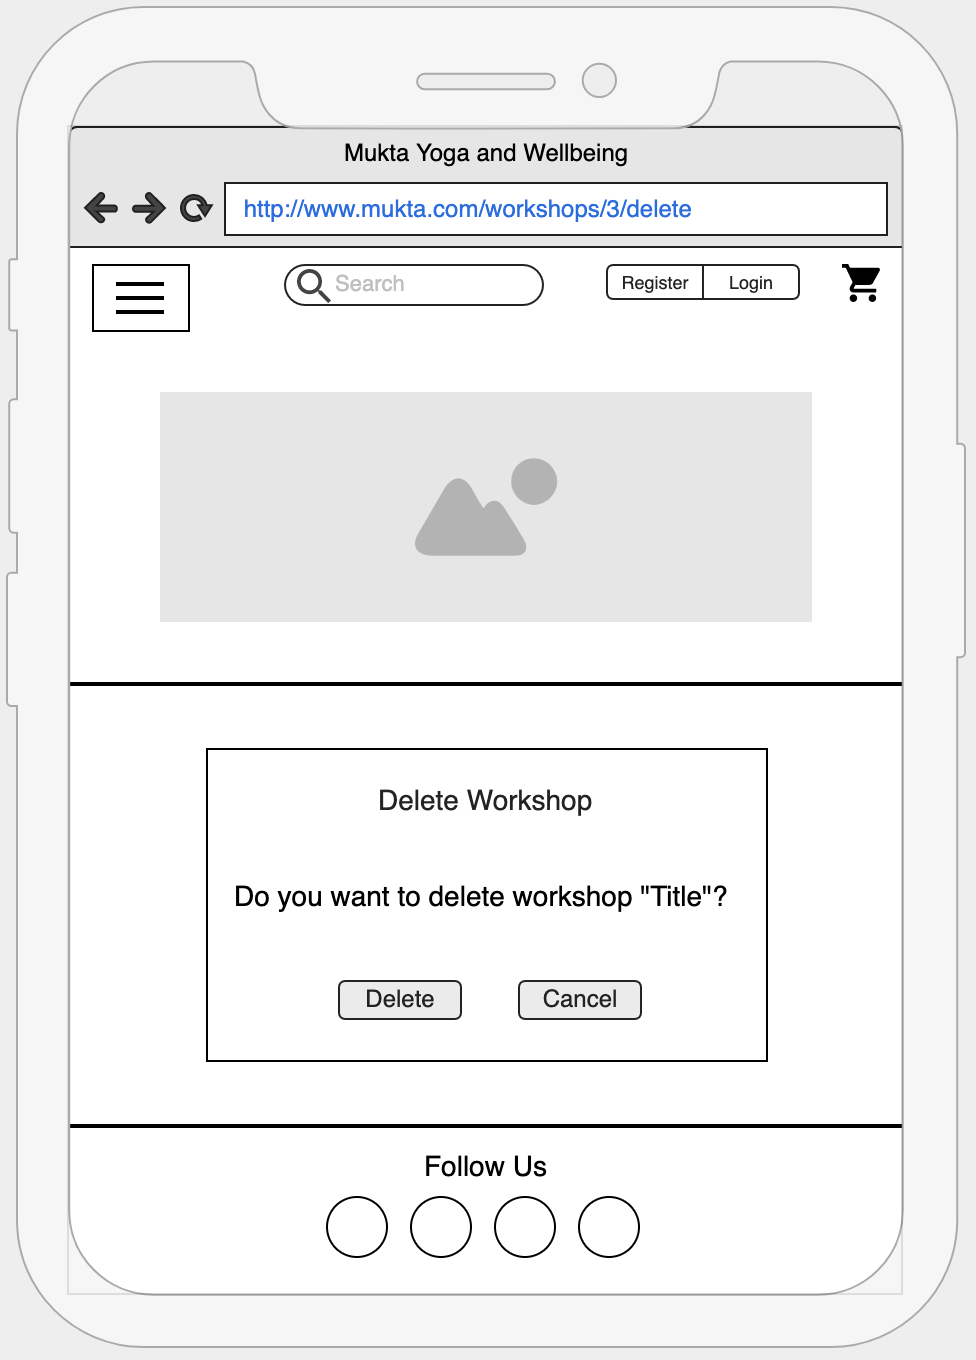 Mukta Yoga and Wellbeing
http://www.mukta.com/workshops/3/delete
Search
Register
Login
Delete Workshop
Do you want to delete workshop "Title"?
Delete
Cancel
Follow Us